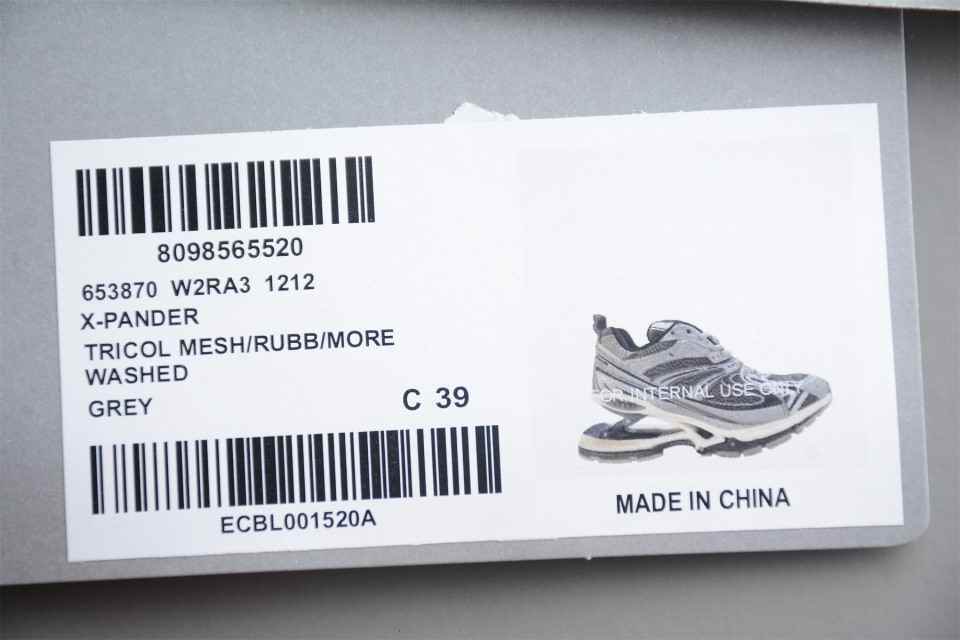 8098565520
653870 W2RA3 1212
X-PANDER
TRICOL MESH/RUBB/MORE
WASHED
GREY
C 39
ECBL001520A
FOR INTERNAL USE ONLY
MADE IN CHINA